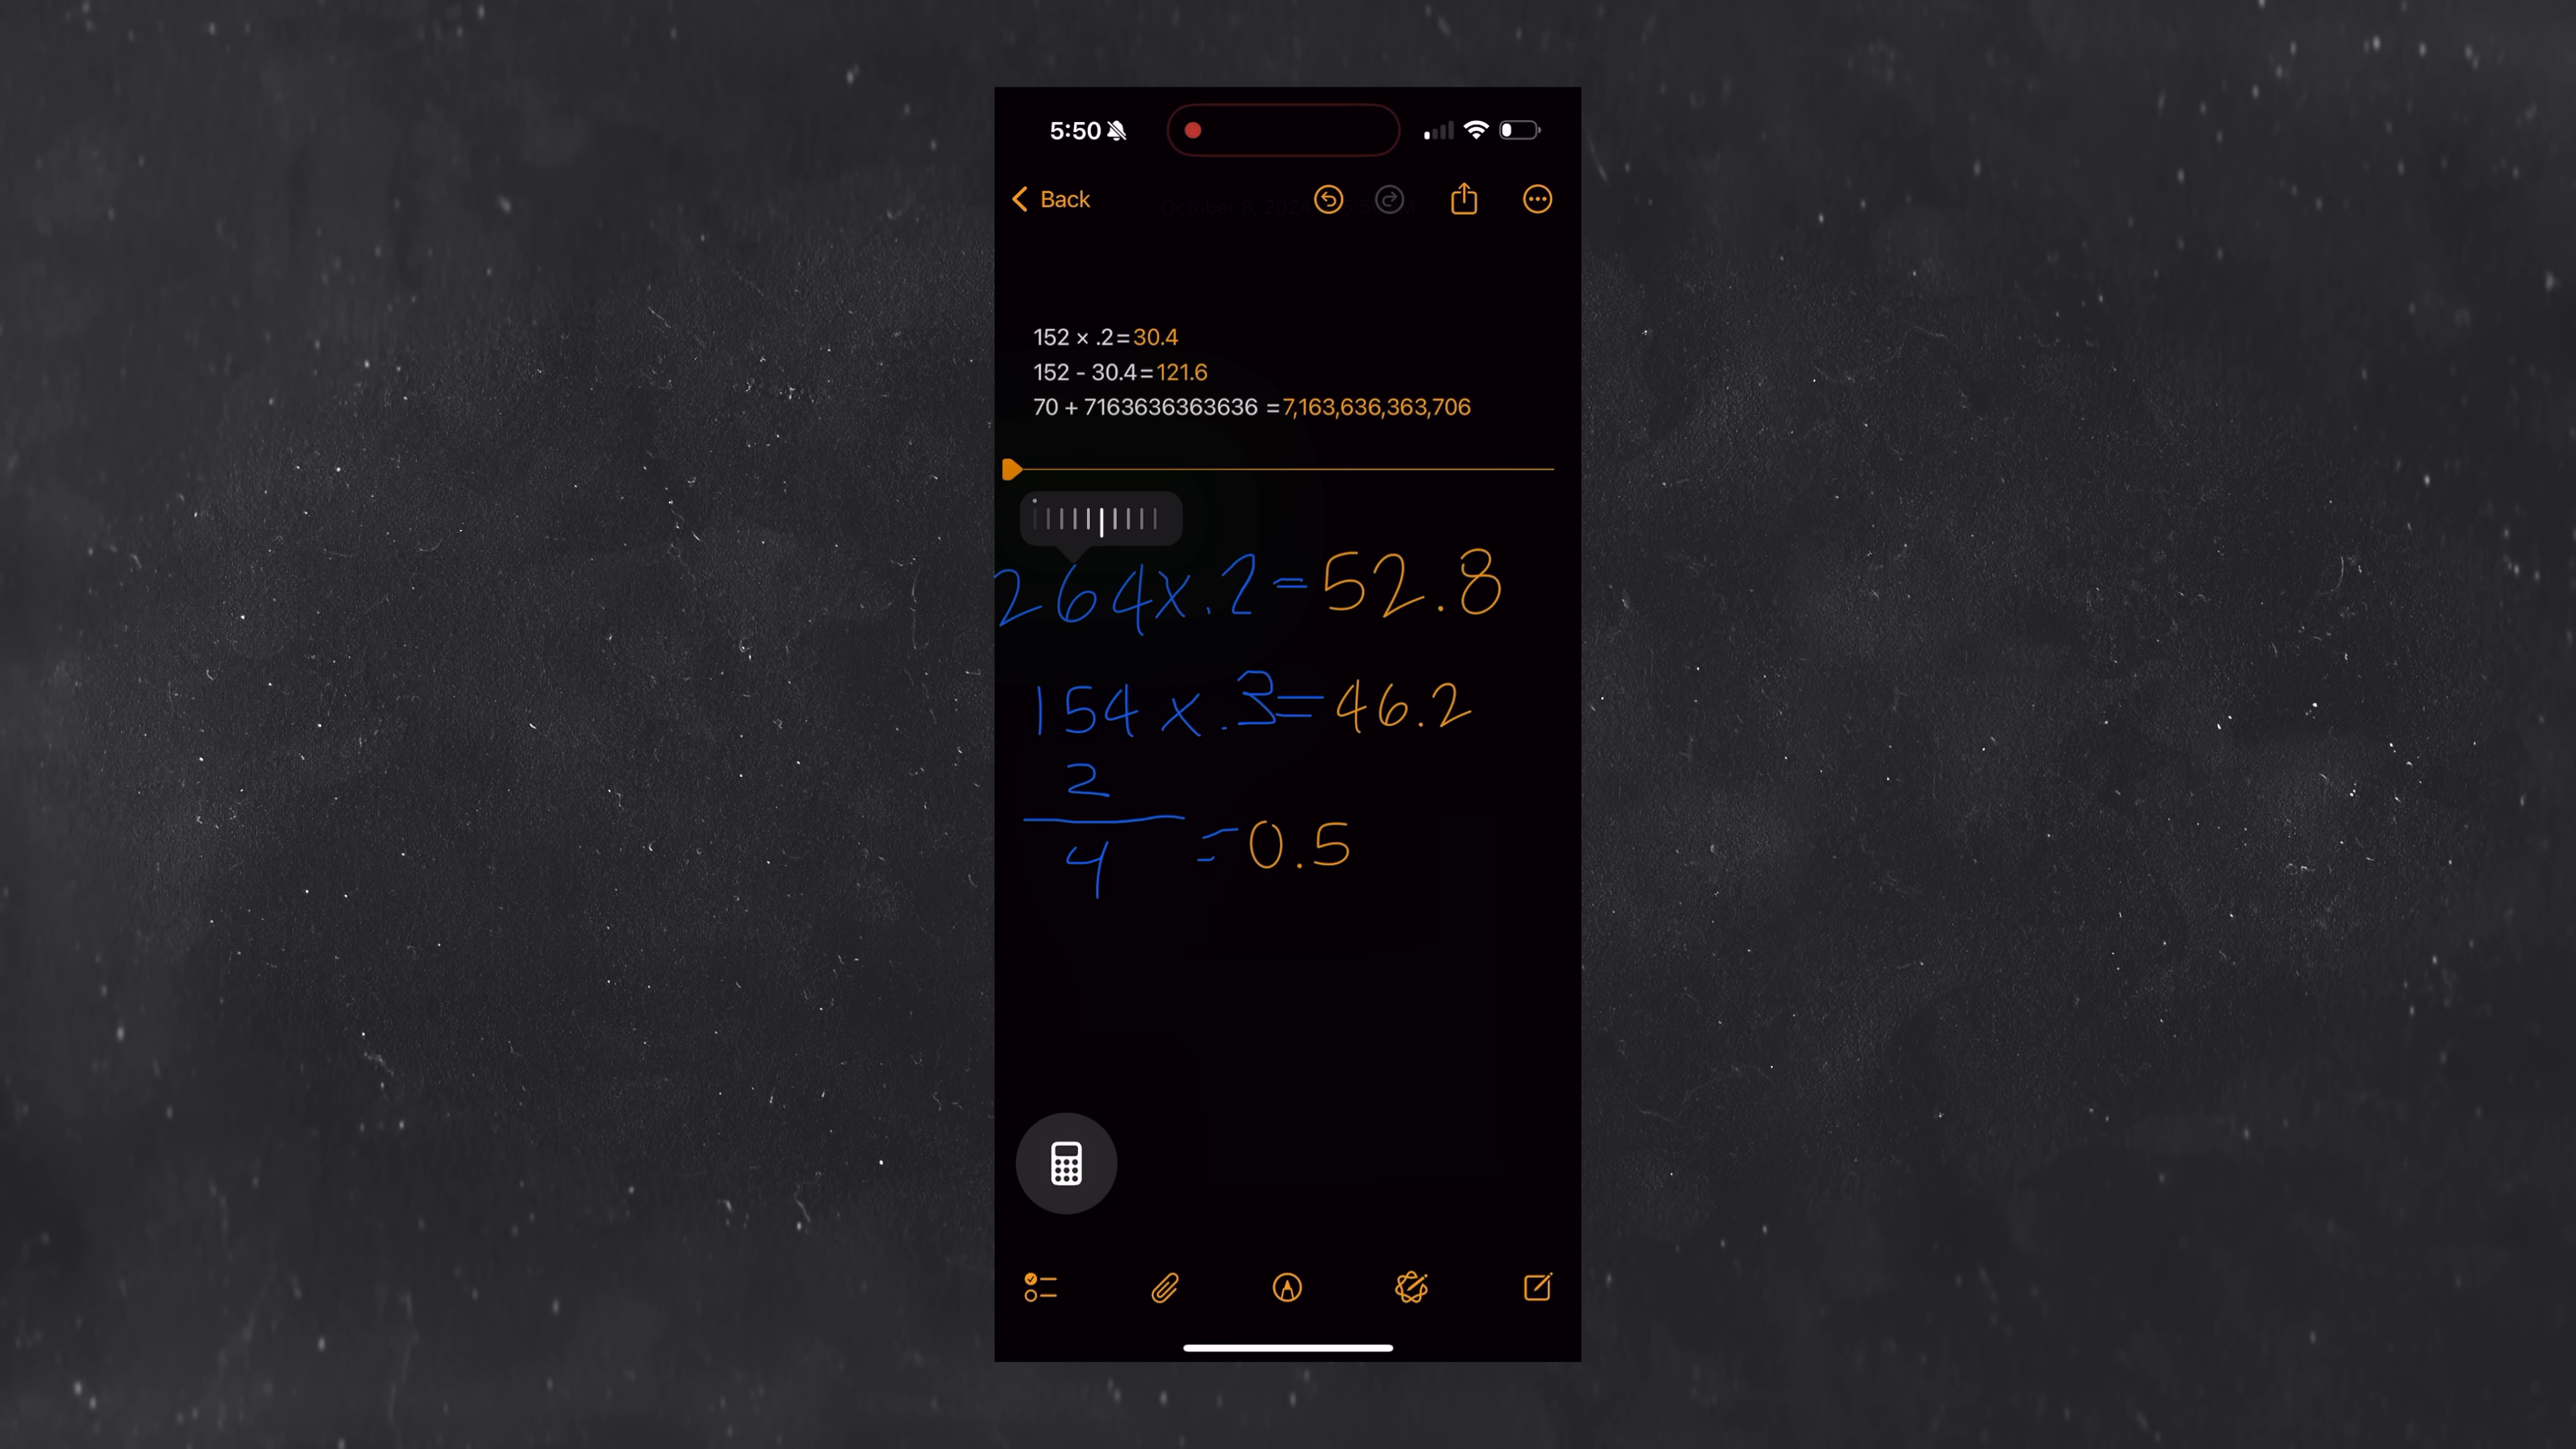 5:50
Back
152 × .2=30.4
152 - 30.4=121.6
70 + 7163636363636 =7,163,636,363,706
264x.2=52.8
154x.3=46.2
2
4
=0.5